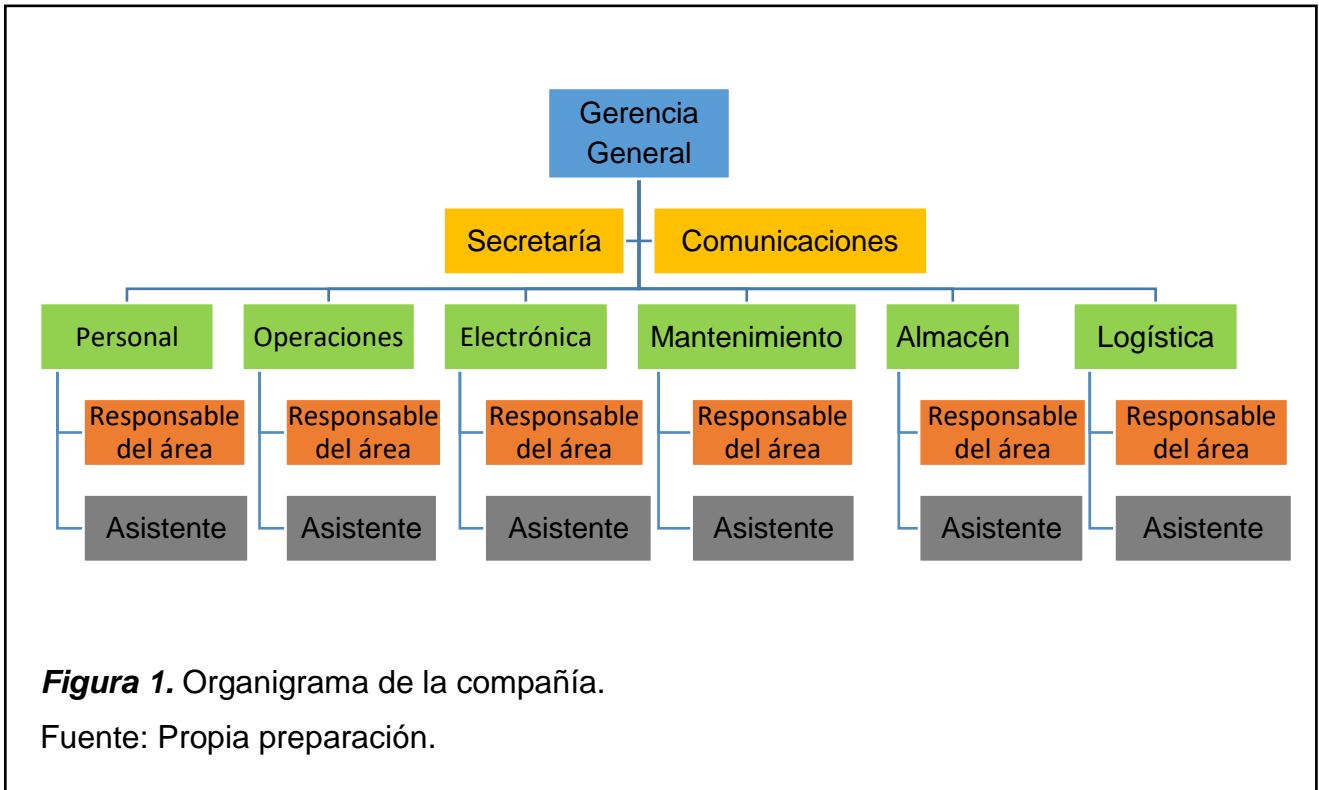 Gerencia
General
Secretaría
Comunicaciones
Personal
Operaciones
Electrónica
Mantenimiento
Almacén
Logística
Responsable
del área
Responsable
del área
Responsable
del área
Responsable
del área
Responsable
del área
Responsable
del área
Asistente
Asistente
Asistente
Asistente
Asistente
Asistente
Figura 1. Organigrama de la compañía.
Fuente: Propia preparación.